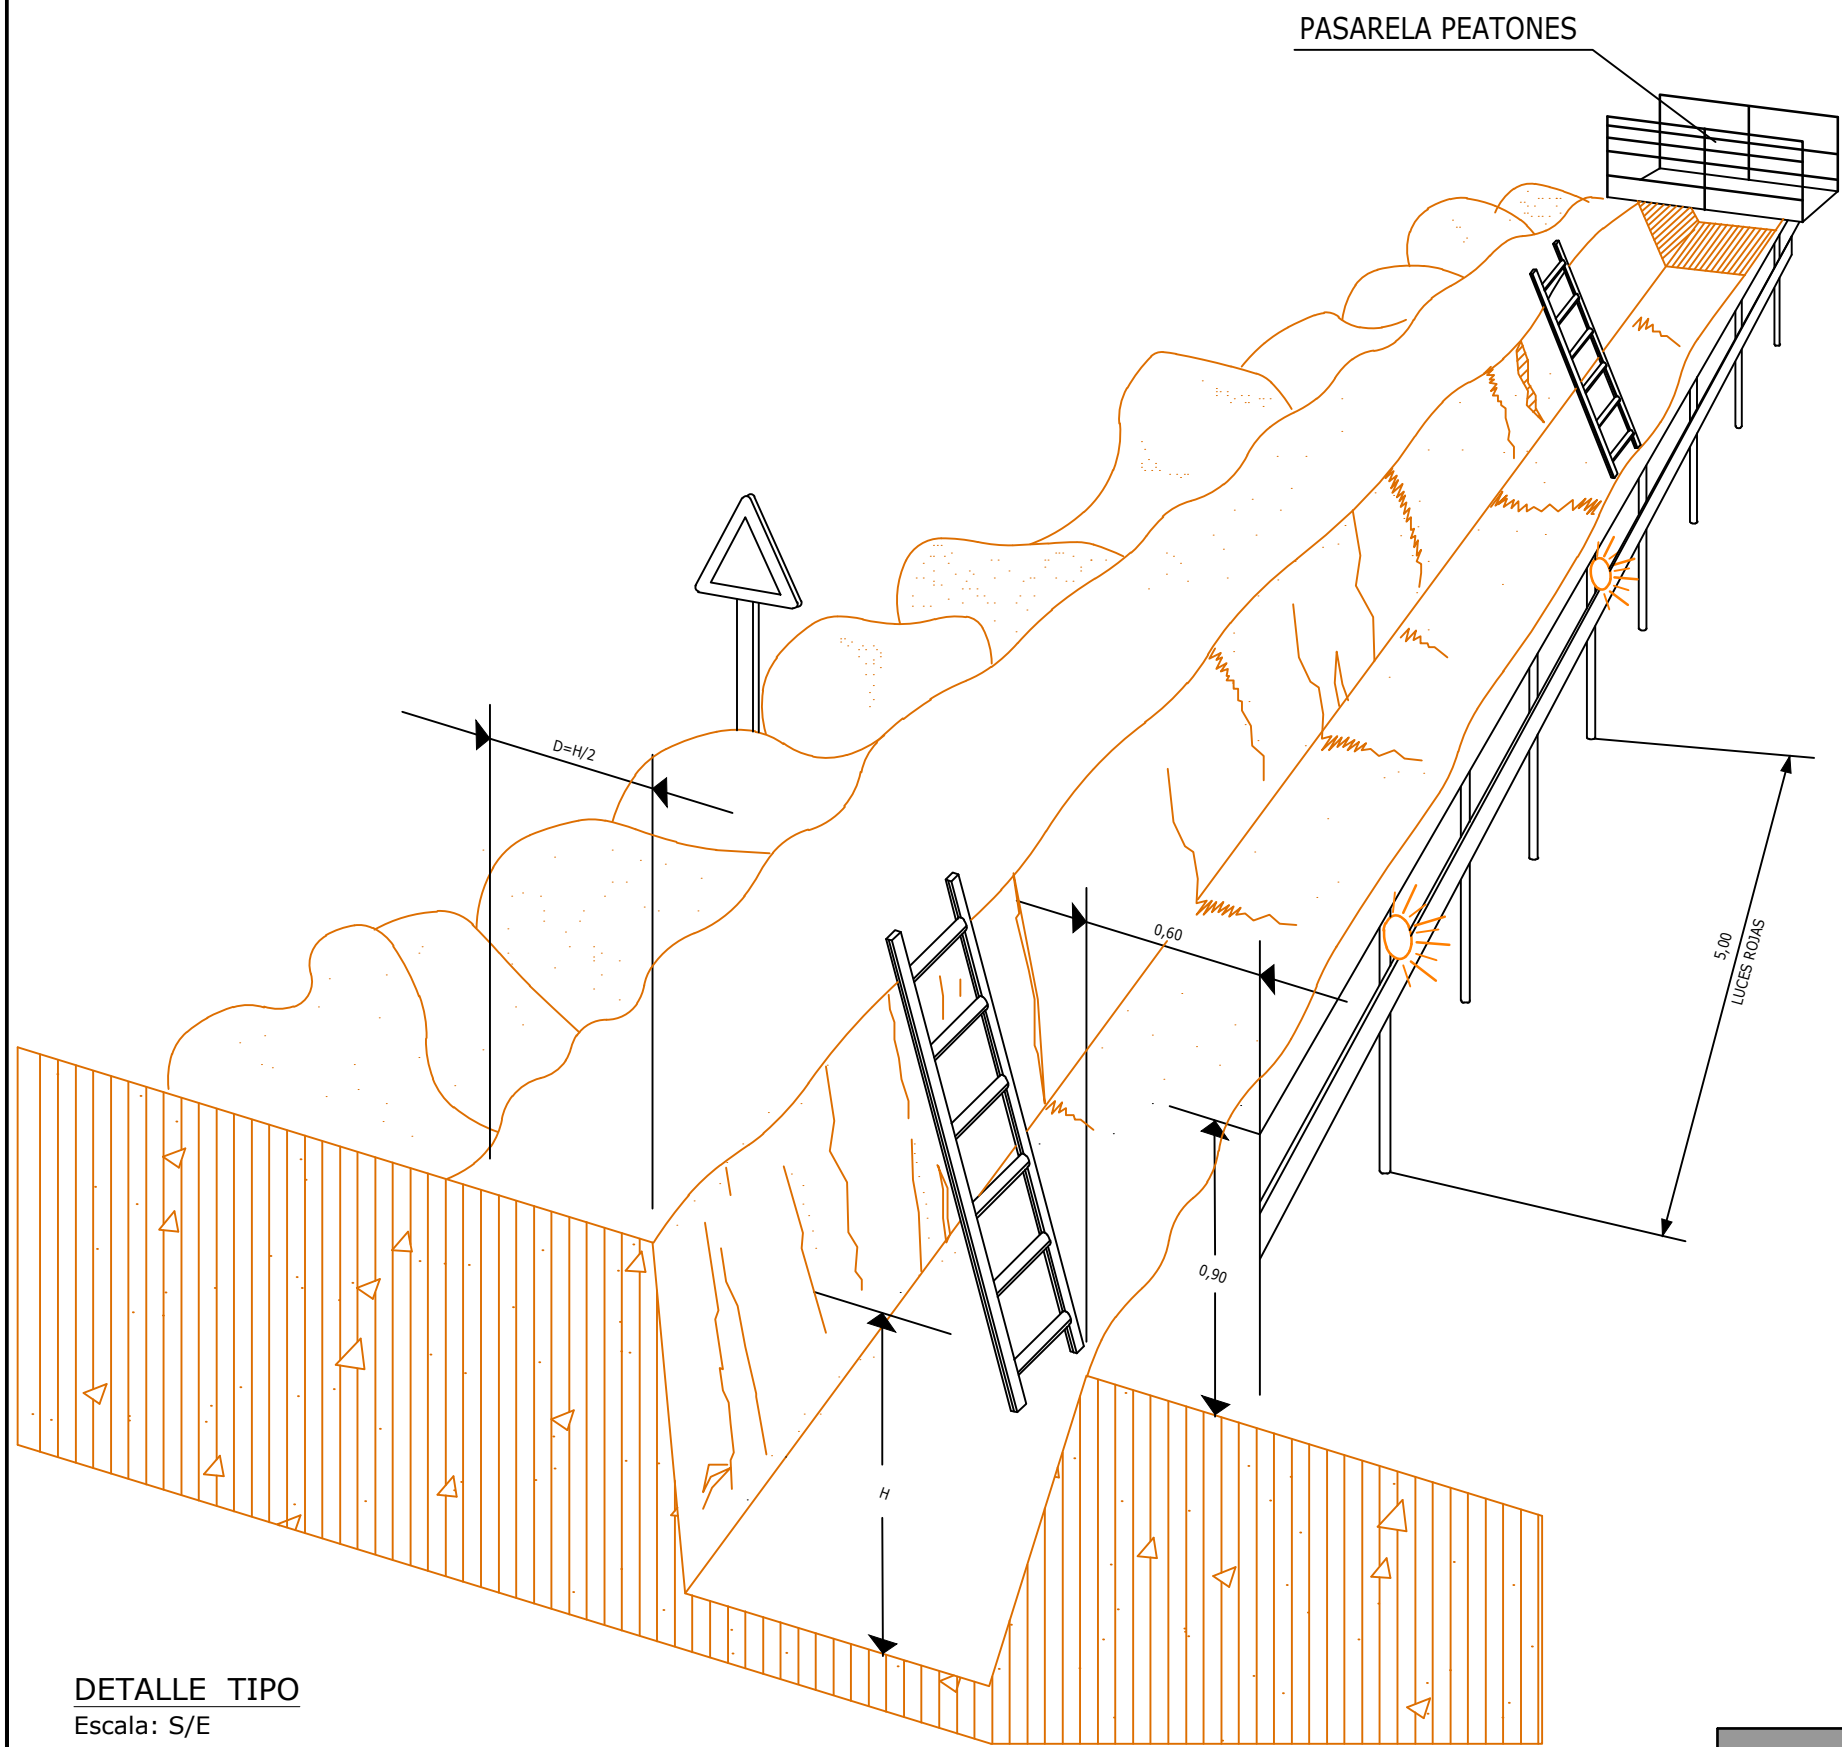 PASARELA PEATONES
D=H/2
0,60
5,00
LUCES ROJAS
0,90
H
DETALLE TIPO
Escala: S/E